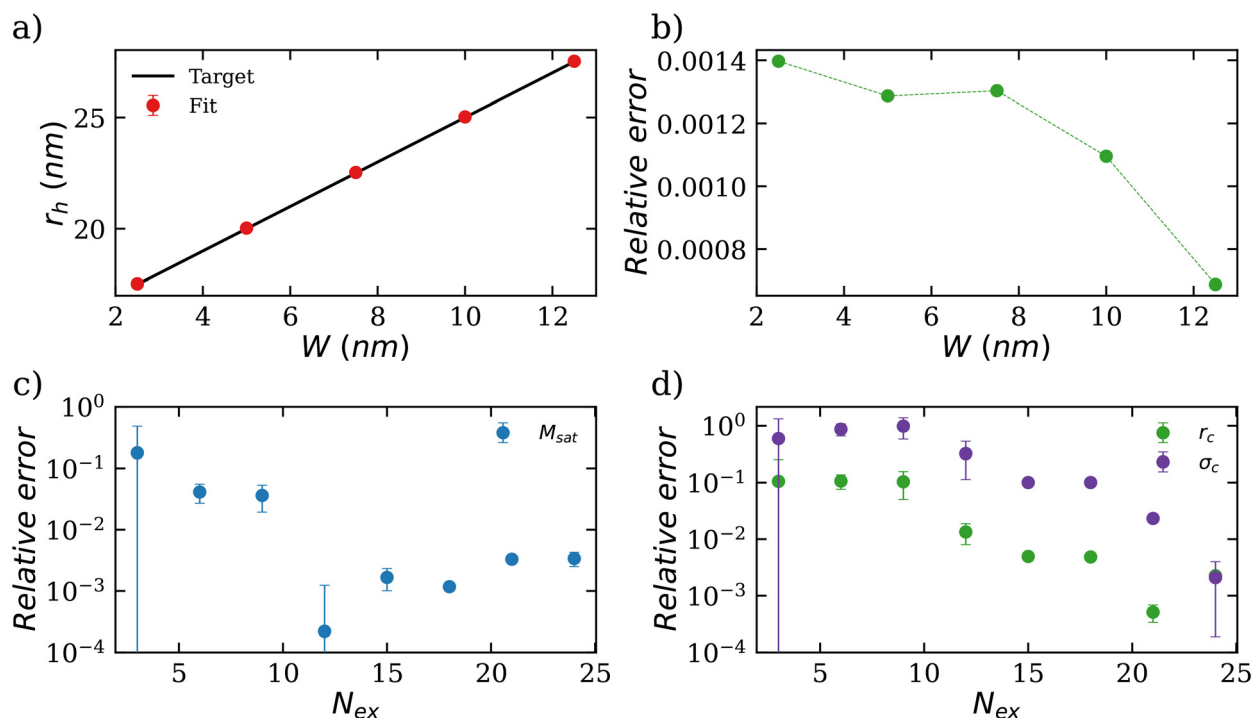 a)
r_h (nm)
25
20
Target
Fit
2 4 6 8 10 12
W (nm)
b)
Relative error
0.0014
0.0012
0.0010
0.0008
2 4 6 8 10 12
W (nm)
c)
Relative error
10^0
10^-1
10^-2
10^-3
10^-4
M_sat
5 10 15 20 25
N_ex
d)
Relative error
10^0
10^-1
10^-2
10^-3
10^-4
r_c
σ_c
5 10 15 20 25
N_ex